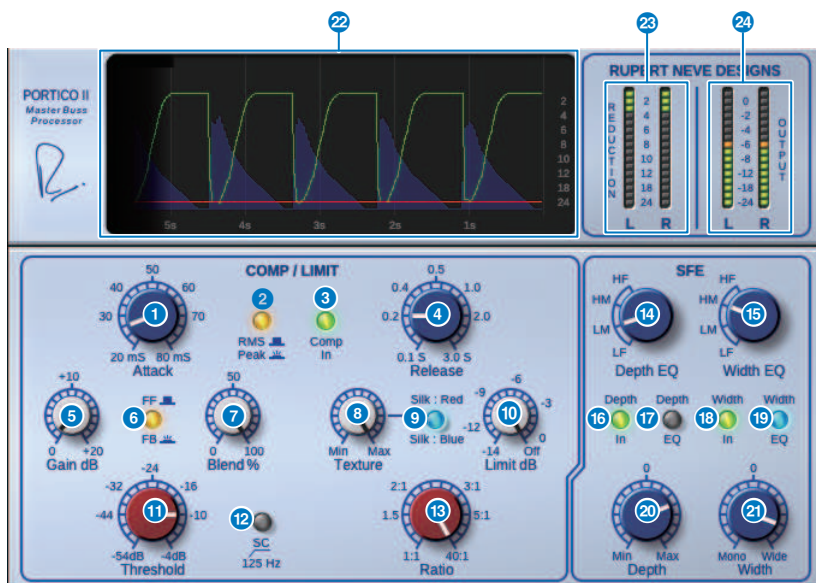 22
23
24
PORTICO II
Master Buss
Processor
2
4
6
8
10
12
18
24
5s
4s
3s
2s
1s
RUPERT NEVE DESIGNS
REDUCTION
2
4
6
8
10
12
18
24
L
R
0
-2
-4
-6
-8
-12
-18
-24
OUTPUT
L
R
COMP / LIMIT
50
40
60
30
70
1
20 mS
80 mS
Attack
2
RMS
Peak
3
Comp
In
0.5
0.4
1.0
0.2
2.0
4
0.1 S
3.0 S
Release
+10
5
0
+20
Gain dB
FF
6
FB
50
7
0
100
Blend %
8
Min
Max
Texture
Silk : Red
9
Silk : Blue
-6
-9
-3
-12
0
10
-14
Off
Limit dB
-24
-32
-16
-44
-10
11
-54dB
-4dB
Threshold
12
SC
125 Hz
2:1
3:1
1.5
5:1
13
1:1
40:1
Ratio
SFE
HF
HM
LM
LF
14
Depth EQ
HF
HM
LM
LF
15
Width EQ
Depth
16
In
Depth
17
EQ
Width
18
In
Width
19
EQ
0
20
Min
Max
Depth
0
21
Mono
Wide
Width